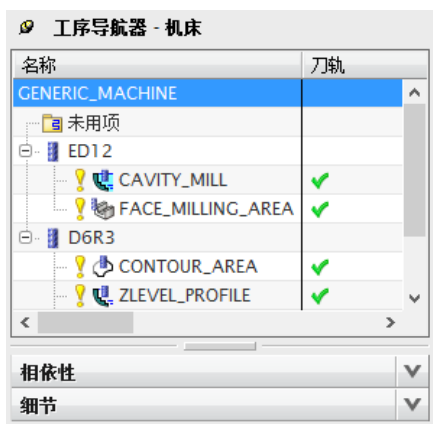 工序导航器 - 机床
名称 刀轨
GENERIC_MACHINE
未用项
ED12
CAVITY_MILL
FACE_MILLING_AREA
D6R3
CONTOUR_AREA
ZLEVEL_PROFILE
相依性
细节